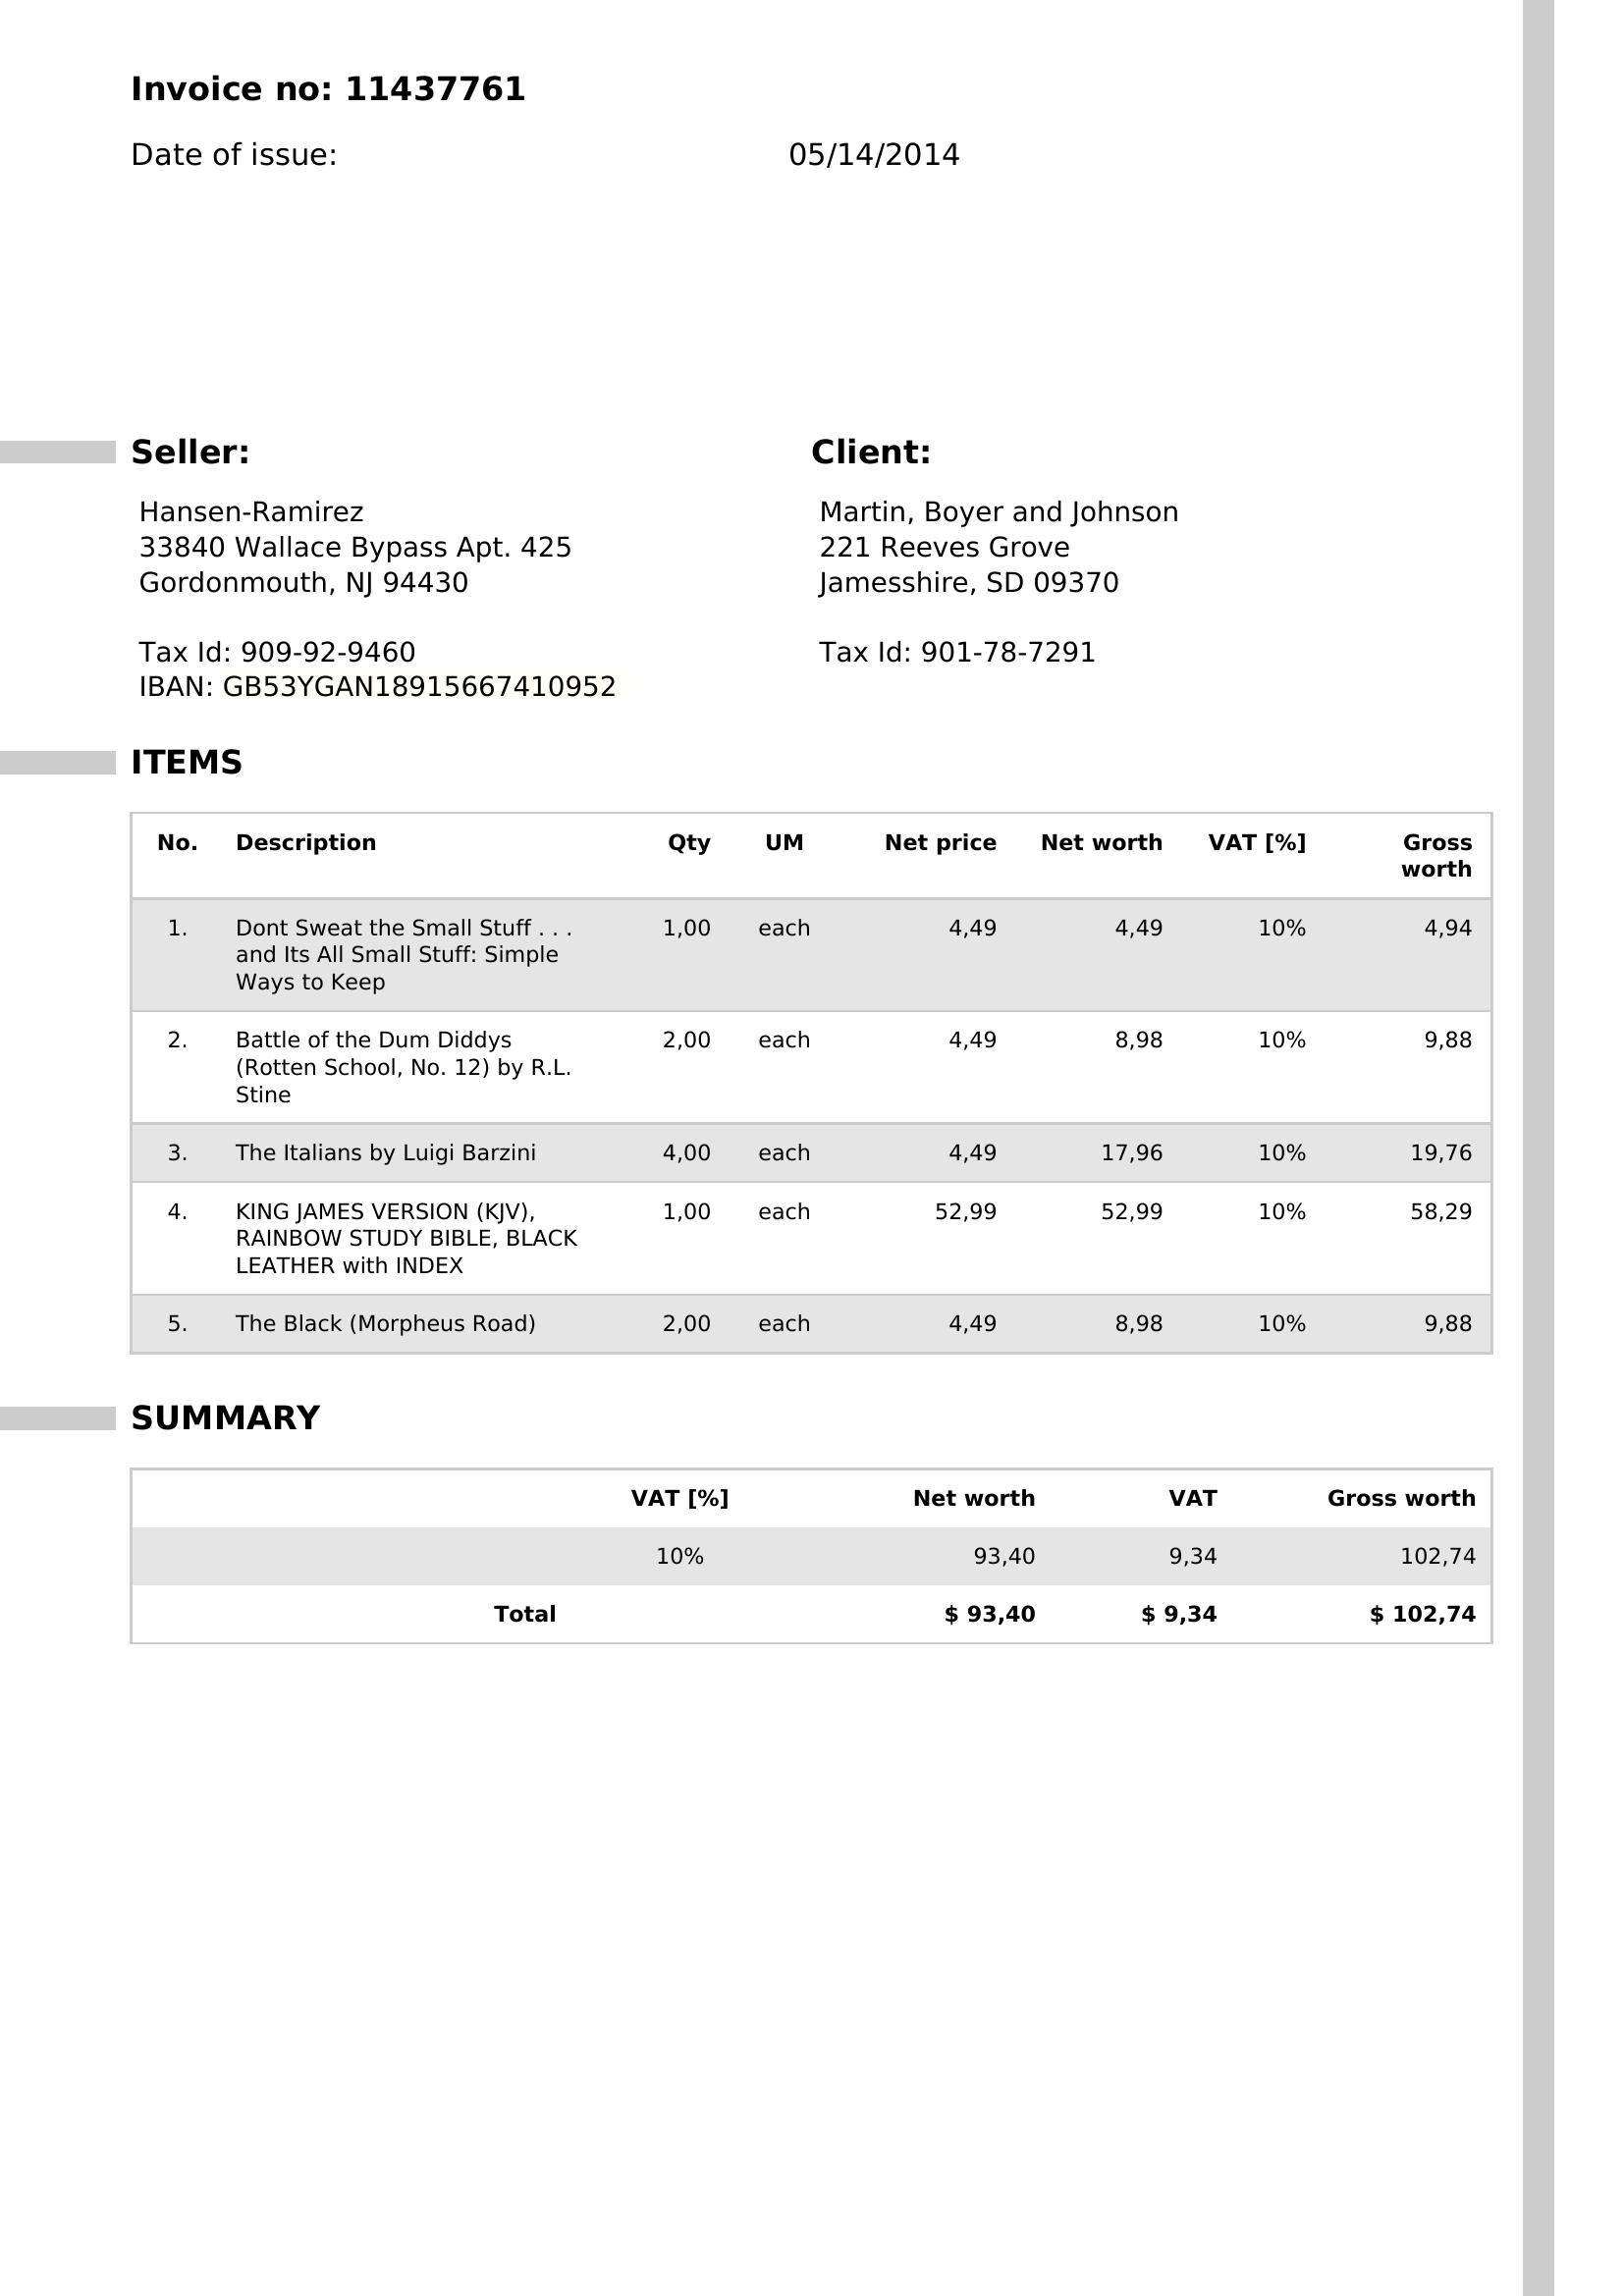 Invoice no: 11437761
Date of issue: 05/14/2014
Seller:
Hansen-Ramirez
33840 Wallace Bypass Apt. 425
Gordonmouth, NJ 94430
Tax Id: 909-92-9460
IBAN: GB53YGAN18915667410952
Client:
Martin, Boyer and Johnson
221 Reeves Grove
Jamesshire, SD 09370
Tax Id: 901-78-7291
ITEMS
No. Description Qty UM Net price Net worth VAT [%] Gross
worth
1. Dont Sweat the Small Stuff . . . 1,00 each 4,49 4,49 10% 4,94
and Its All Small Stuff: Simple
Ways to Keep
2. Battle of the Dum Diddys 2,00 each 4,49 8,98 10% 9,88
(Rotten School, No. 12) by R.L.
Stine
3. The Italians by Luigi Barzini 4,00 each 4,49 17,96 10% 19,76
4. KING JAMES VERSION (KJV), 1,00 each 52,99 52,99 10% 58,29
RAINBOW STUDY BIBLE, BLACK
LEATHER with INDEX
5. The Black (Morpheus Road) 2,00 each 4,49 8,98 10% 9,88
SUMMARY
VAT [%] Net worth VAT Gross worth
10% 93,40 9,34 102,74
Total $ 93,40 $ 9,34 $ 102,74